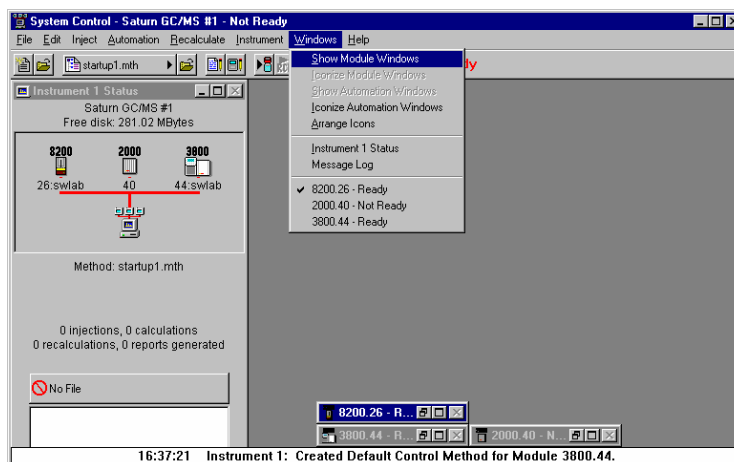 System Control - Saturn GC/MS #1 - Not Ready
File Edit Inject Automation Recalculate Instrument Windows Help
startup1.mth
Show Module Windows
Iconize Module Windows
Show Automation Windows
Iconize Automation Windows
Arrange Icons
Instrument 1 Status
Message Log
8200.26 - Ready
2000.40 - Not Ready
3800.44 - Ready
Instrument 1 Status
Saturn GC/MS #1
Free disk: 281.02 MBytes
8200 2000 3800
26:swlab 40 44:swlab
Method: startup1.mth
0 injections, 0 calculations
0 recalculations, 0 reports generated
No File
8200.26 - R...
3800.44 - R... 2000.40 - N...
16:37:21 Instrument 1: Created Default Control Method for Module 3800.44.